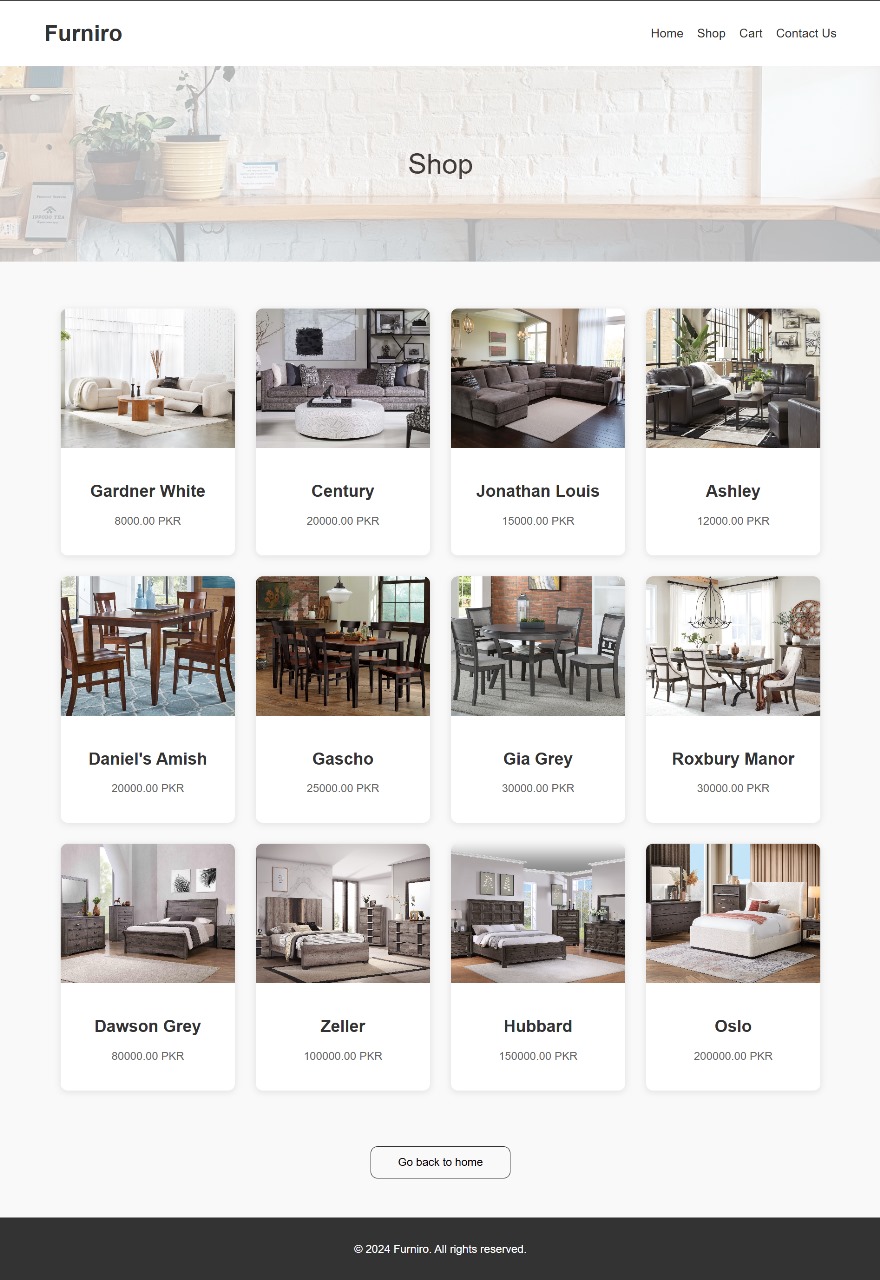 Furniro
Home Shop Cart Contact Us
Shop
Gardner White Century Jonathan Louis Ashley
8000.00 PKR 20000.00 PKR 15000.00 PKR 12000.00 PKR
Daniel's Amish Gascho Gia Grey Roxbury Manor
20000.00 PKR 25000.00 PKR 30000.00 PKR 30000.00 PKR
Dawson Grey Zeller Hubbard Oslo
80000.00 PKR 100000.00 PKR 150000.00 PKR 200000.00 PKR
Go back to home
© 2024 Furniro. All rights reserved.